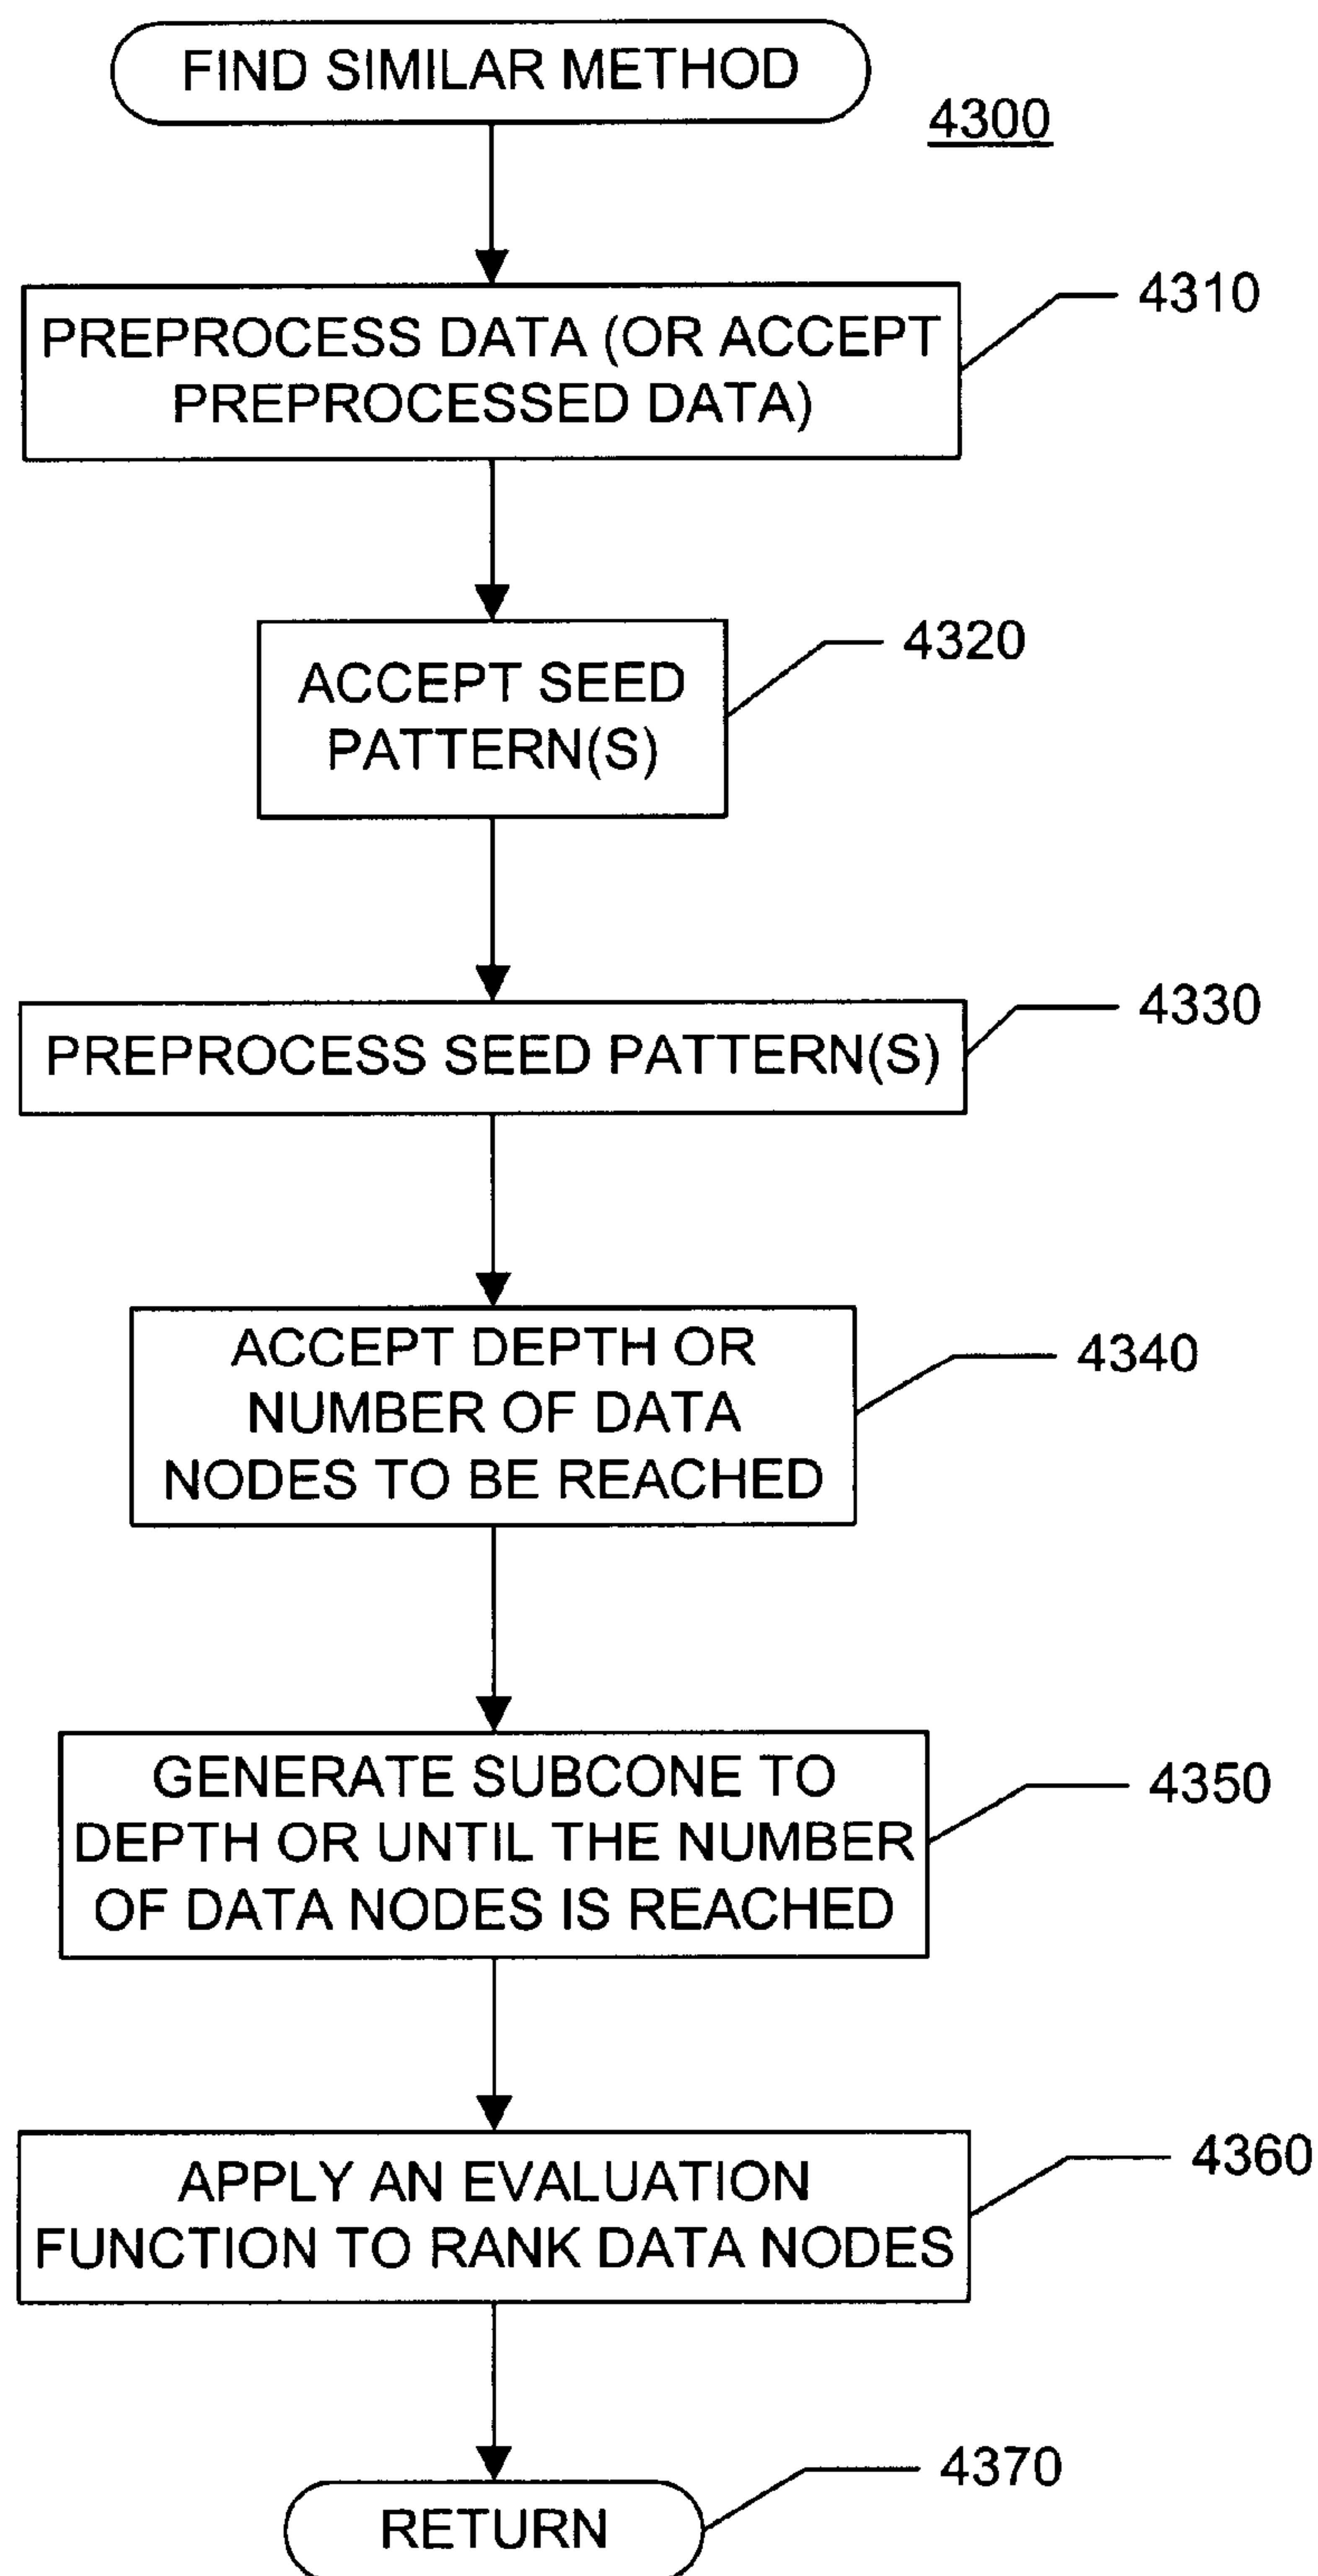 FIND SIMILAR METHOD
4300
PREPROCESS DATA (OR ACCEPT
PREPROCESSED DATA)
4310
ACCEPT SEED
PATTERN(S)
4320
PREPROCESS SEED PATTERN(S)
4330
ACCEPT DEPTH OR
NUMBER OF DATA
NODES TO BE REACHED
4340
GENERATE SUBCONE TO
DEPTH OR UNTIL THE NUMBER
OF DATA NODES IS REACHED
4350
APPLY AN EVALUATION
FUNCTION TO RANK DATA NODES
4360
RETURN
4370